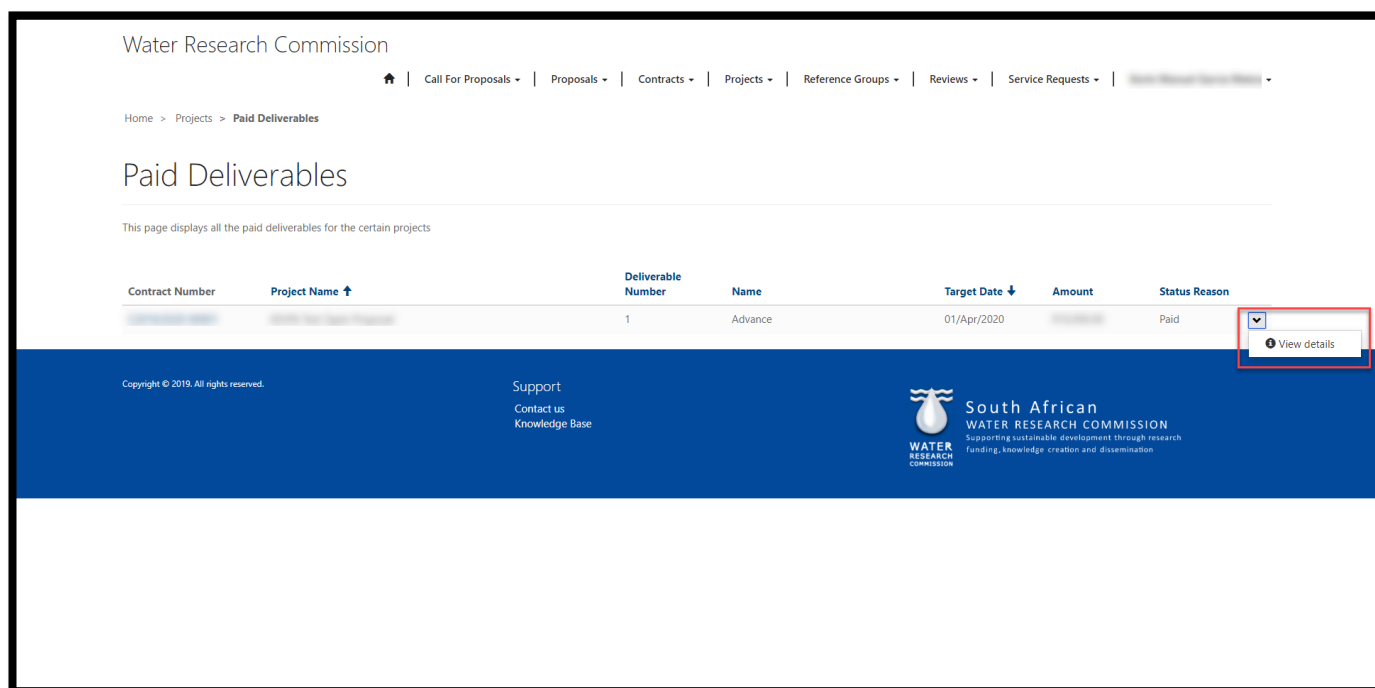 Water Research Commission
Call For Proposals | Proposals | Contracts | Projects | Reference Groups | Reviews | Service Requests |
Home > Projects > Paid Deliverables
Paid Deliverables
This page displays all the paid deliverables for the certain projects
Contract Number Project Name Deliverable Number Name Target Date Amount Status Reason
1 Advance 01/Apr/2020 Paid
View details
Copyright © 2019. All rights reserved.
Support
Contact us
Knowledge Base
WATER
RESEARCH
COMMISSION
South African
WATER RESEARCH COMMISSION
Supporting sustainable development through research
funding, knowledge creation and dissemination